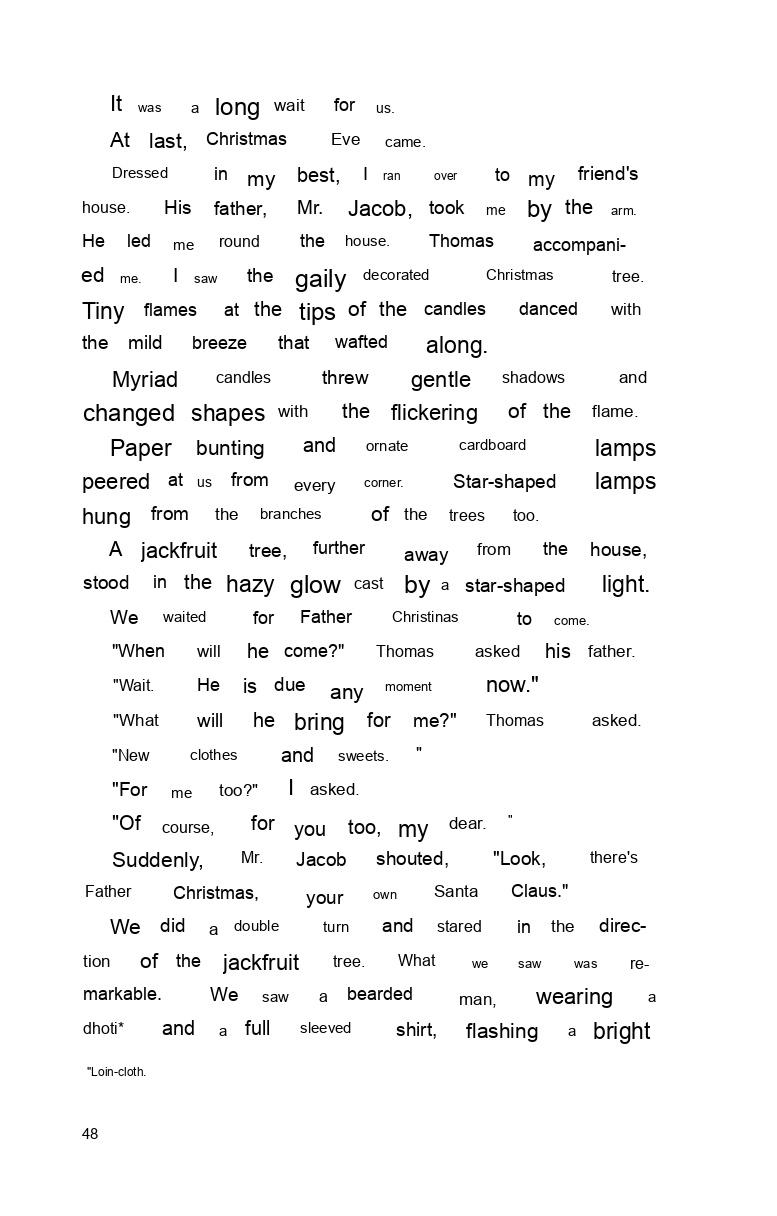 It was a long wait for us.
At last, Christmas Eve came.
Dressed in my best, I ran over to my friend's
house. His father, Mr. Jacob, took me by the arm.
He led me round the house. Thomas accompani-
ed me. I saw the gaily decorated Christmas tree.
Tiny flames at the tips of the candles danced with
the mild breeze that wafted along.
Myriad candles threw gentle shadows and
changed shapes with the flickering of the flame.
Paper bunting and ornate cardboard lamps
peered at us from every corner. Star-shaped lamps
hung from the branches of the trees too.
A jackfruit tree, further away from the house,
stood in the hazy glow cast by a star-shaped light.
We waited for Father Christinas to come.
"When will he come?" Thomas asked his father.
"Wait. He is due any moment now."
"What will he bring for me?" Thomas asked.
"New clothes and sweets. "
"For me too?" I asked.
"Of course, for you too, my dear. "
Suddenly, Mr. Jacob shouted, "Look, there's
Father Christmas, your own Santa Claus."
We did a double turn and stared in the direc-
tion of the jackfruit tree. What we saw was re-
markable. We saw a bearded man, wearing a
dhoti* and a full sleeved shirt, flashing a bright
"Loin-cloth.
48